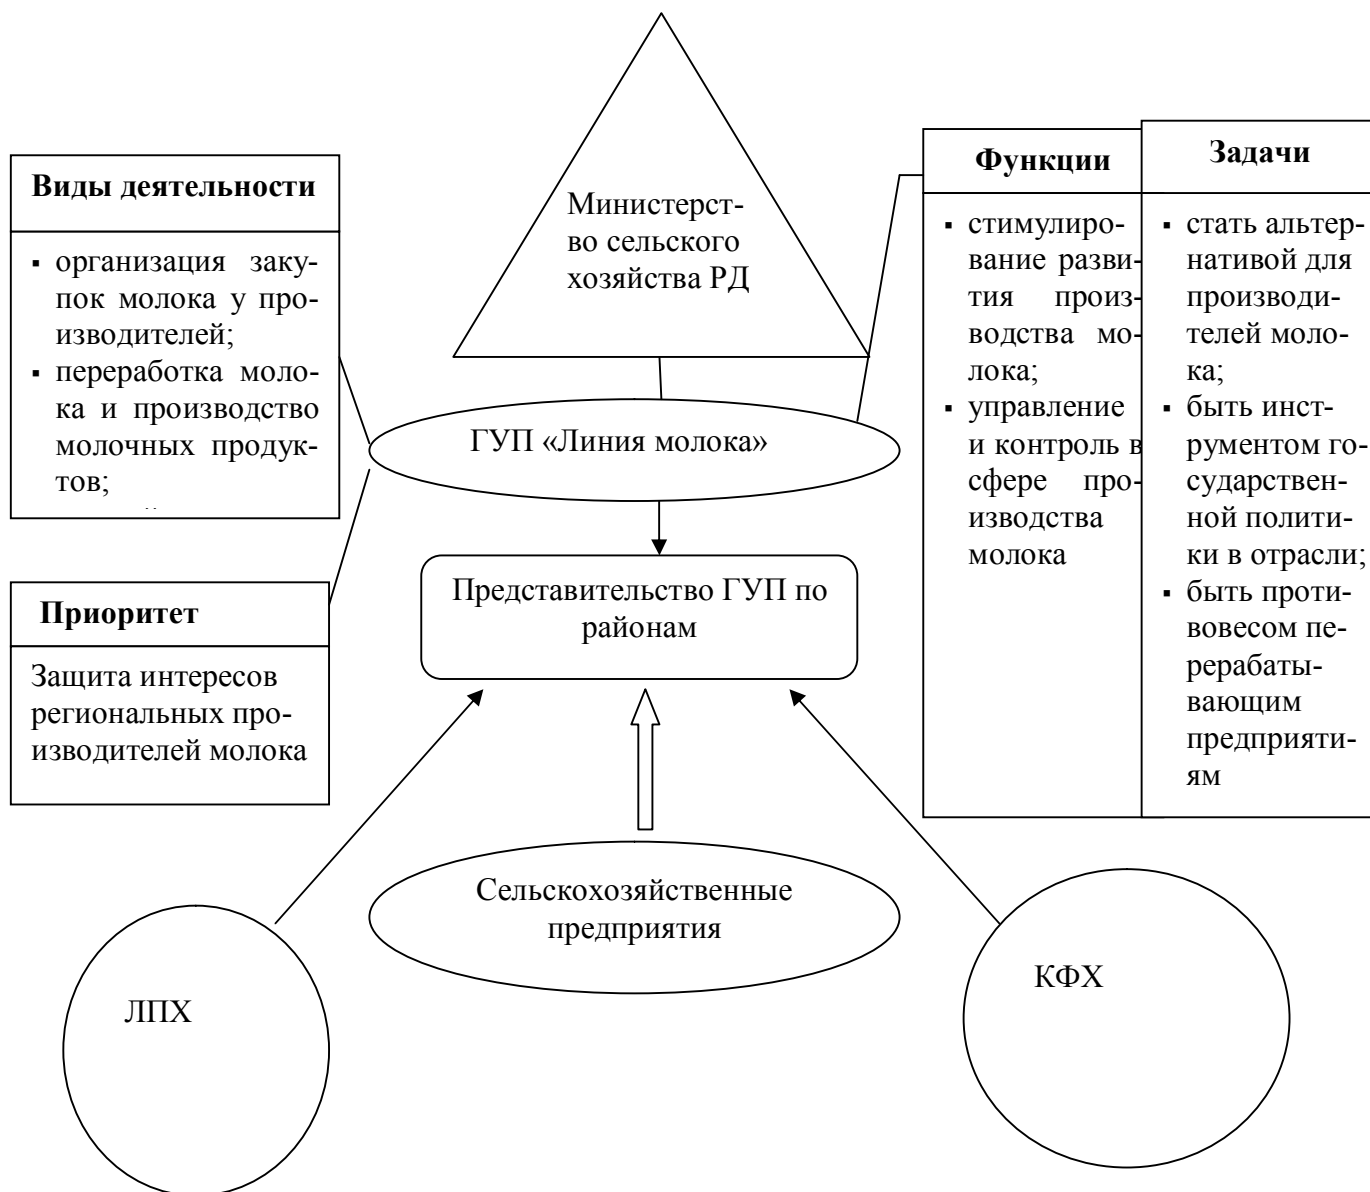 Министерст-
во сельского
хозяйства РД
Виды деятельности
▪ организация заку-
пок молока у про-
изводителей;
▪ переработка моло-
ка и производство
молочных продук-
тов;
Функции
▪ стимулиро-
вание разви-
тия произ-
водства мо-
лока;
▪ управление
и контроль в
сфере про-
изводства
молока
Задачи
▪ стать альтер-
нативой для
производи-
телей моло-
ка;
▪ быть инст-
рументом го-
сударствен-
ной полити-
ки в отрасли;
▪ быть проти-
вовесом пе-
рерабаты-
вающим
предприяти-
ям
ГУП «Линия молока»
Представительство ГУП по
районам
Приоритет
Защита интересов
региональных про-
изводителей молока
Сельскохозяйственные
предприятия
ЛПХ
КФХ